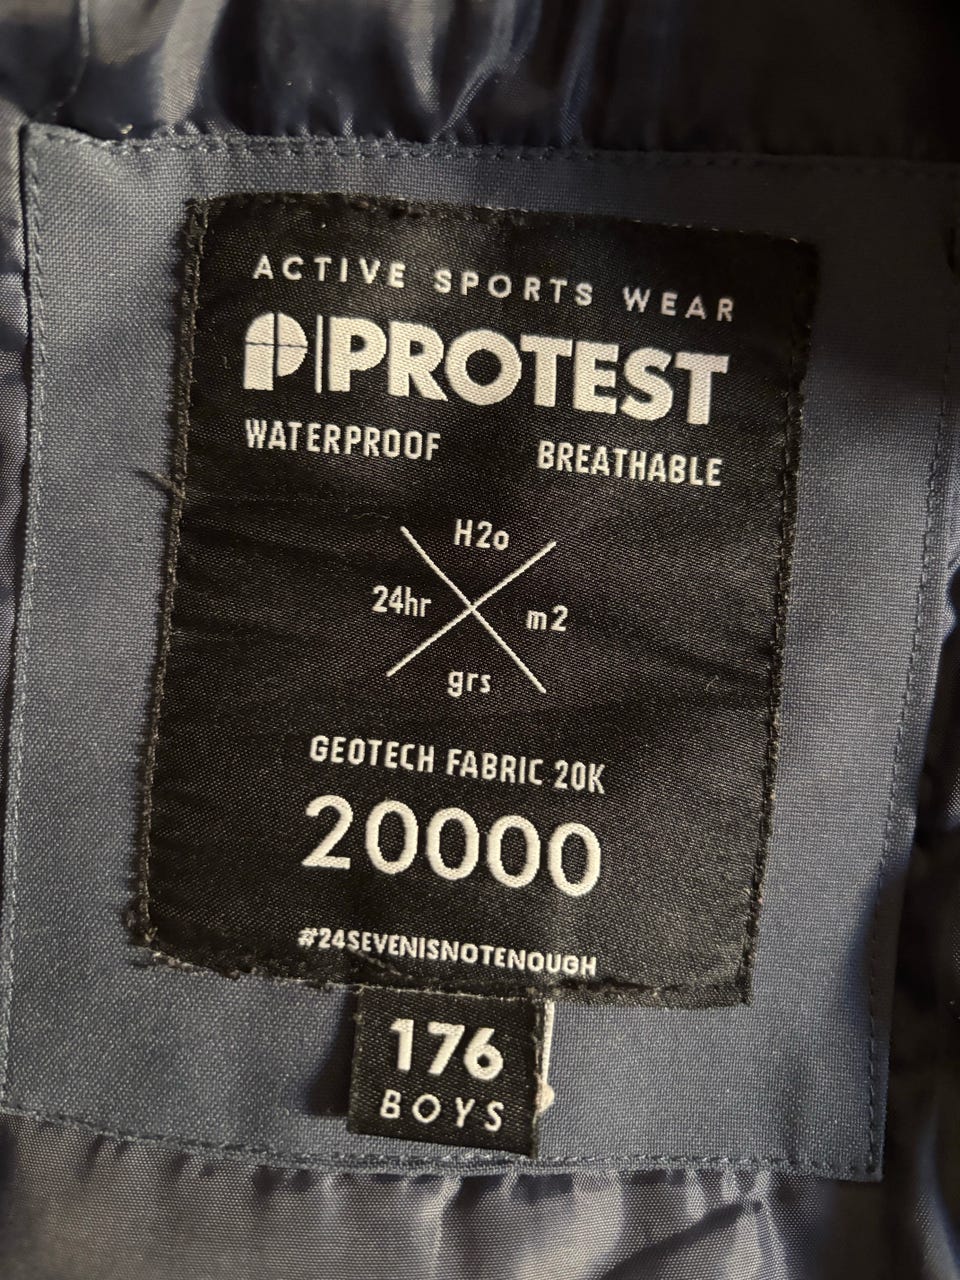 ACTIVE SPORTS WEAR
PROTEST
WATERPROOF BREATHABLE
H2o
24hr m2
grs
GEOTECH FABRIC 20K
20000
#24SEVENISNOTENOUGH
176
BOYS